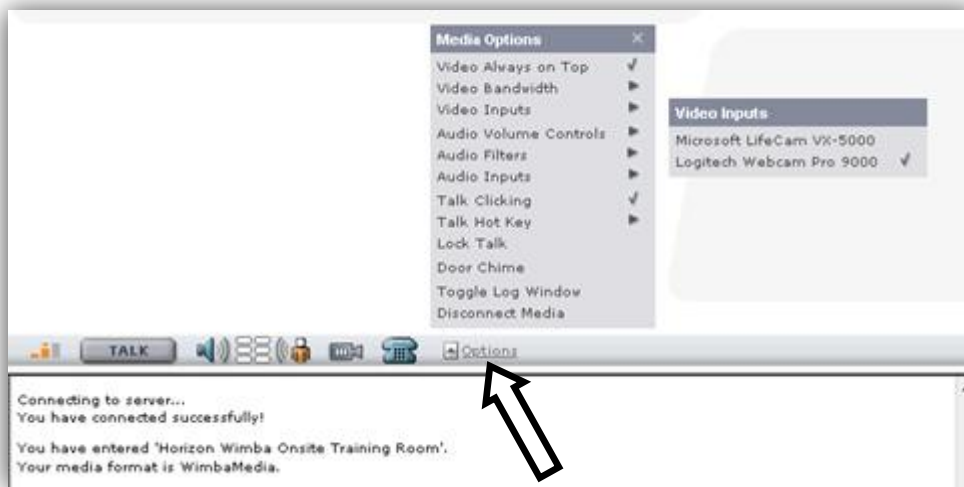 Media Options
Video Always on Top
Video Bandwidth
Video Inputs
Audio Volume Controls
Audio Filters
Audio Inputs
Talk Clicking
Talk Hot Key
Lock Talk
Door Chime
Toggle Log Window
Disconnect Media
Video Inputs
Microsoft LifeCam VX-5000
Logitech Webcam Pro 9000
TALK
Options
Connecting to server...
You have connected successfully!
You have entered 'Horizon Wimba Onsite Training Room'.
Your media format is WimbaMedia.